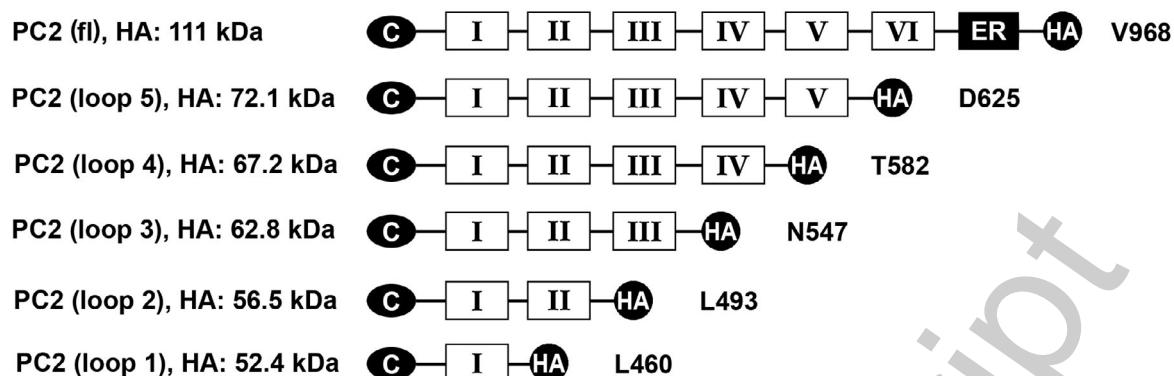 PC2 (fl), HA: 111 kDa C I II III IV V VI ER HA V968
PC2 (loop 5), HA: 72.1 kDa C I II III IV V HA D625
PC2 (loop 4), HA: 67.2 kDa C I II III IV HA T582
PC2 (loop 3), HA: 62.8 kDa C I II III HA N547
PC2 (loop 2), HA: 56.5 kDa C I II HA L493
PC2 (loop 1), HA: 52.4 kDa C I HA L460
ript